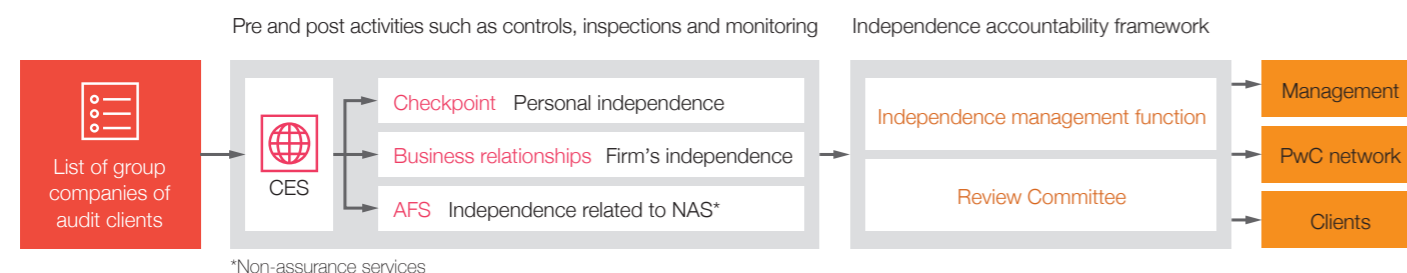 Pre and post activities such as controls, inspections and monitoring
Independence accountability framework
List of group
companies of
audit clients
CES
Checkpoint Personal independence
Business relationships Firm's independence
AFS Independence related to NAS*
Independence management function
Review Committee
Management
PwC network
Clients
*Non-assurance services